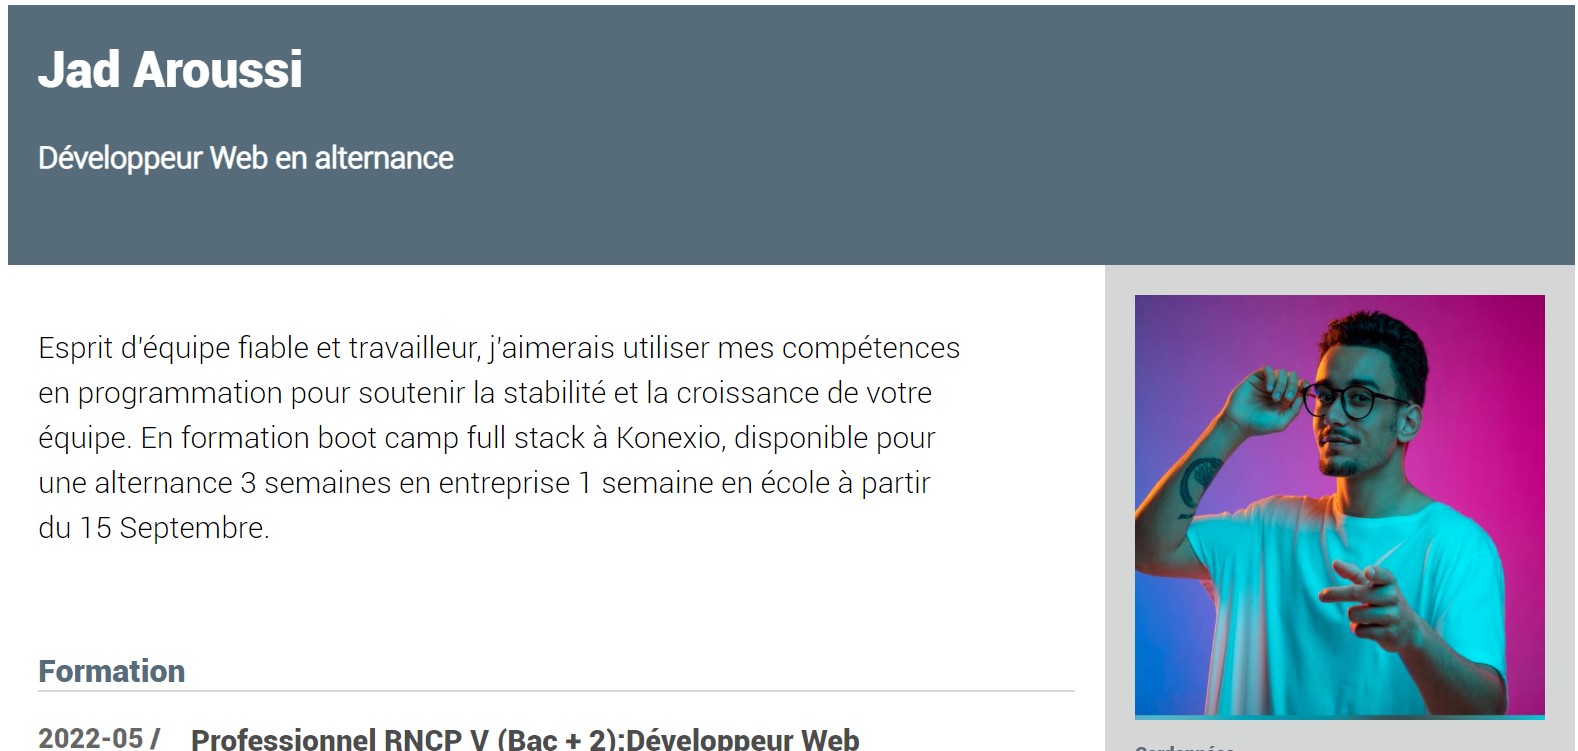 Jad Aroussi
Développeur Web en alternance
Esprit d'équipe fiable et travailleur, j'aimerais utiliser mes compétences
en programmation pour soutenir la stabilité et la croissance de votre
équipe. En formation boot camp full stack à Konexio, disponible pour
une alternance 3 semaines en entreprise 1 semaine en école à partir
du 15 Septembre.
Formation
2022-05 / Professionnel RNCP V (Bac + 2):Développeur Web